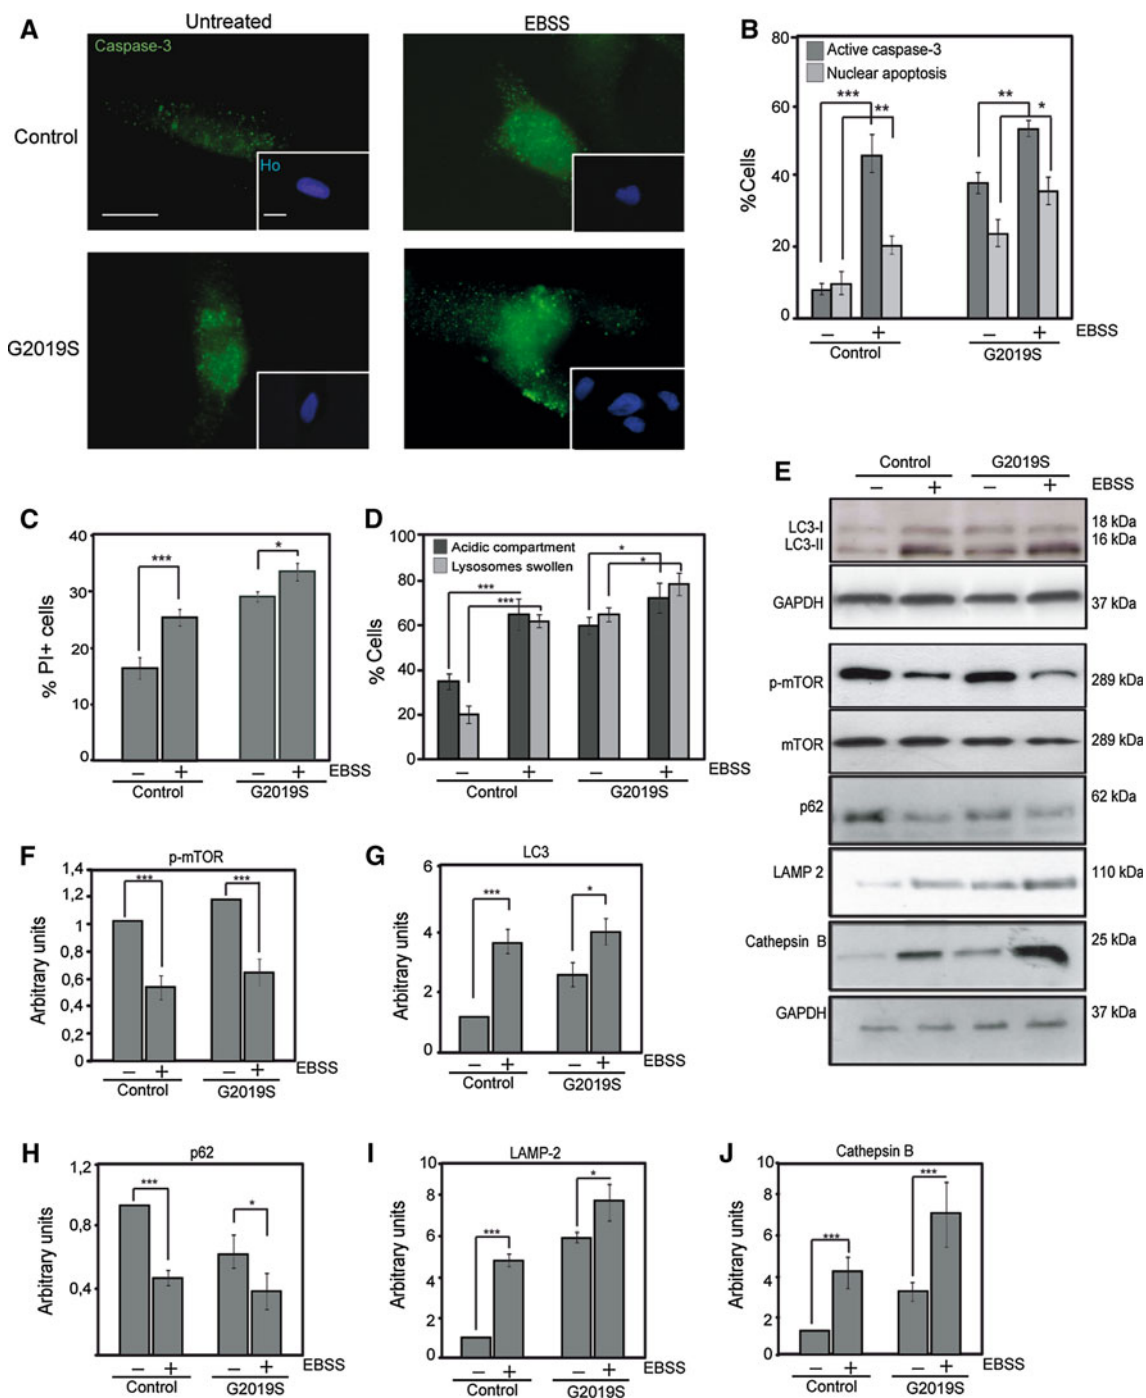 A
Untreated
EBSS
Caspase-3
Control
Ho
G2019S
B
80
60
40
20
0
%Cells
Active caspase-3
Nuclear apoptosis
***
**
**
*
− + − + EBSS
Control G2019S
C
40
30
20
10
0
% PI+ cells
***
*
− + − + EBSS
Control G2019S
D
100
80
60
40
20
0
% Cells
Acidic compartment
Lysosomes swollen
***
***
*
*
− + − + EBSS
Control G2019S
E
Control G2019S
− + − + EBSS
LC3-I 18 kDa
LC3-II 16 kDa
GAPDH 37 kDa
p-mTOR 289 kDa
mTOR 289 kDa
p62 62 kDa
LAMP 2 110 kDa
Cathepsin B 25 kDa
GAPDH 37 kDa
F
p-mTOR
1,4
1,2
1
0,8
0,6
0,4
0,2
0
Arbitrary units
***
***
− + − + EBSS
Control G2019S
G
LC3
6
4
2
0
Arbitrary units
***
*
− + − + EBSS
Control G2019S
H
p62
1,2
0,8
0,4
Arbitrary units
***
*
− + − + EBSS
Control G2019S
I
LAMP-2
10
8
6
4
2
0
Arbitrary units
***
*
− + − + EBSS
Control G2019S
J
Cathepsin B
10
8
6
4
2
0
Arbitrary units
***
***
− + − + EBSS
Control G2019S